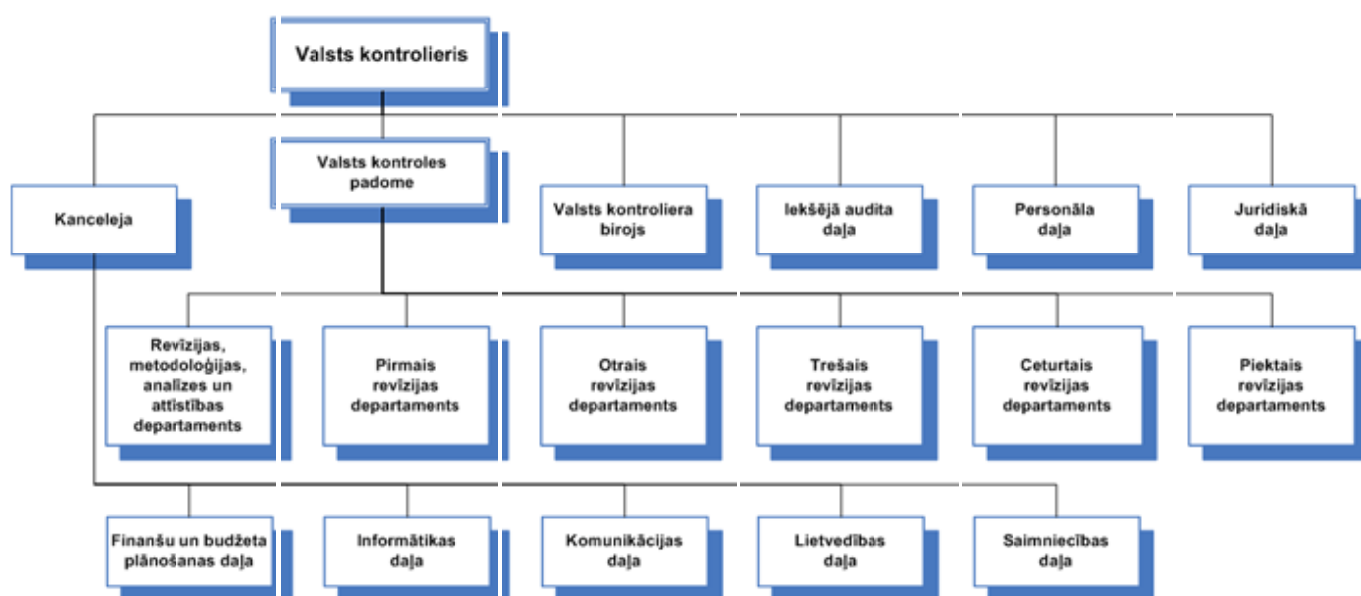 Valsts kontrolieris
Valsts kontroles
padome
Kanceleja
Valsts kontroliera
birojs
Iekšējā audita
daļa
Personāla
daļa
Juridiskā
daļa
Revīzijas,
metodoloģijas,
analīzes un
attīstības
departaments
Pirmais
revīzijas
departaments
Otrais
revīzijas
departaments
Trešais
revīzijas
departaments
Ceturtais
revīzijas
departaments
Piektais
revīzijas
departaments
Finanšu un budžeta
plānošanas daļa
Informātikas
daļa
Komunikācijas
daļa
Lietvedības
daļa
Saimniecības
daļa